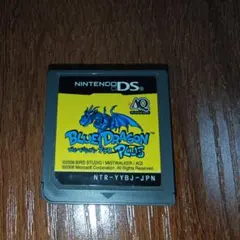 NINTENDO DS
AQ
BLUE DRAGON
PLUS
©2008 BIRD STUDIO / MISTWALKER / AQI
©2008 Microsoft Corporation. All Rights Reserved.
NTR-YYBJ-JPN